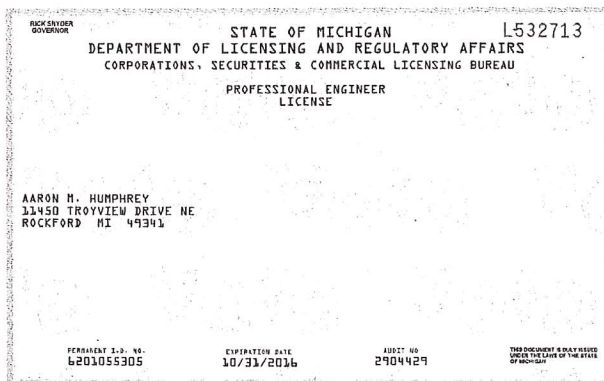 RICK SNYDER
GOVERNOR
STATE OF MICHIGAN
L-532713
DEPARTMENT OF LICENSING AND REGULATORY AFFAIRS
CORPORATIONS, SECURITIES & COMMERCIAL LICENSING BUREAU
PROFESSIONAL ENGINEER
LICENSE
AARON M. HUMPHREY
11450 TROYVIEW DRIVE NE
ROCKFORD MI 49341
PERMANENT I.D. NO.
6201055305
EXPIRATION DATE
10/31/2016
AUDIT NO
2904429
THIS DOCUMENT IS DULY ISSUED
UNDER THE LAWS OF THE STATE
OF MICHIGAN